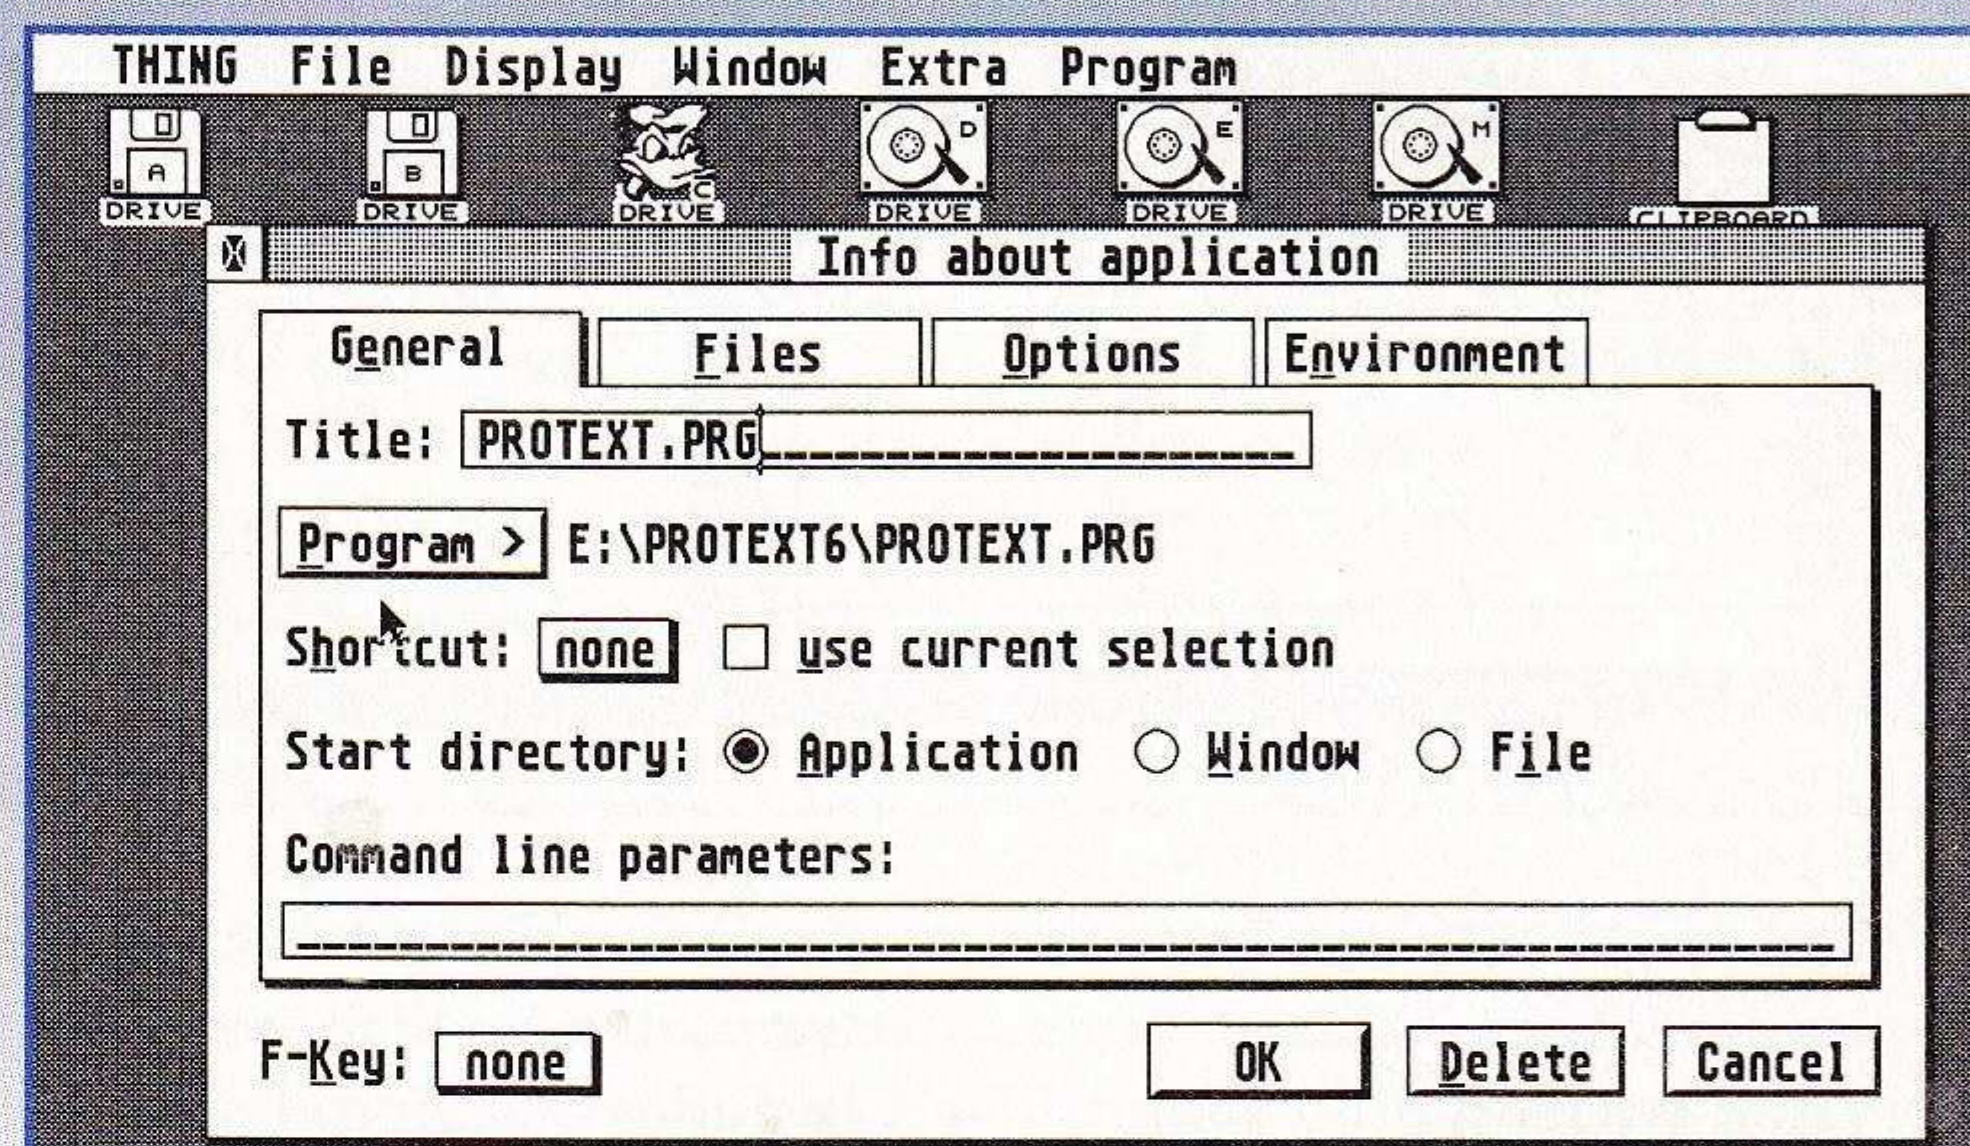 THING File Display Window Extra Program
A B C D E M
DRIVE DRIVE DRIVE DRIVE DRIVE DRIVE CLIPBOARD
Info about application
General Files Options Environment
Title: PROTEXT.PRG
Program > E:\PROTEXT6\PROTEXT.PRG
Shortcut: none use current selection
Start directory: Application Window File
Command line parameters:
F-Key: none OK Delete Cancel